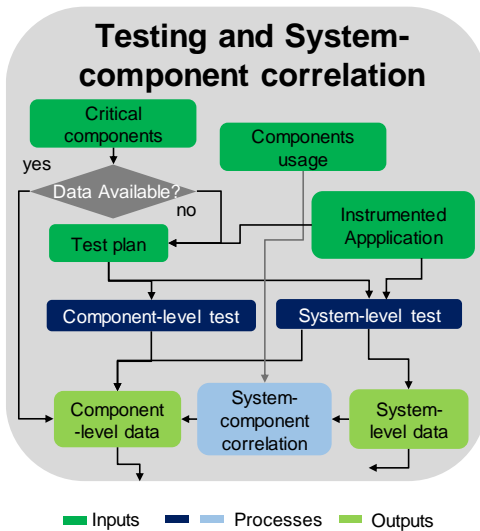 Testing and System-
component correlation
Critical
components
Components
usage
yes
Data Available?
no
Instrumented
Appplication
Test plan
Component-level test
System-level test
Component
-level data
System-
component
correlation
System-
level data
Inputs
Processes
Outputs